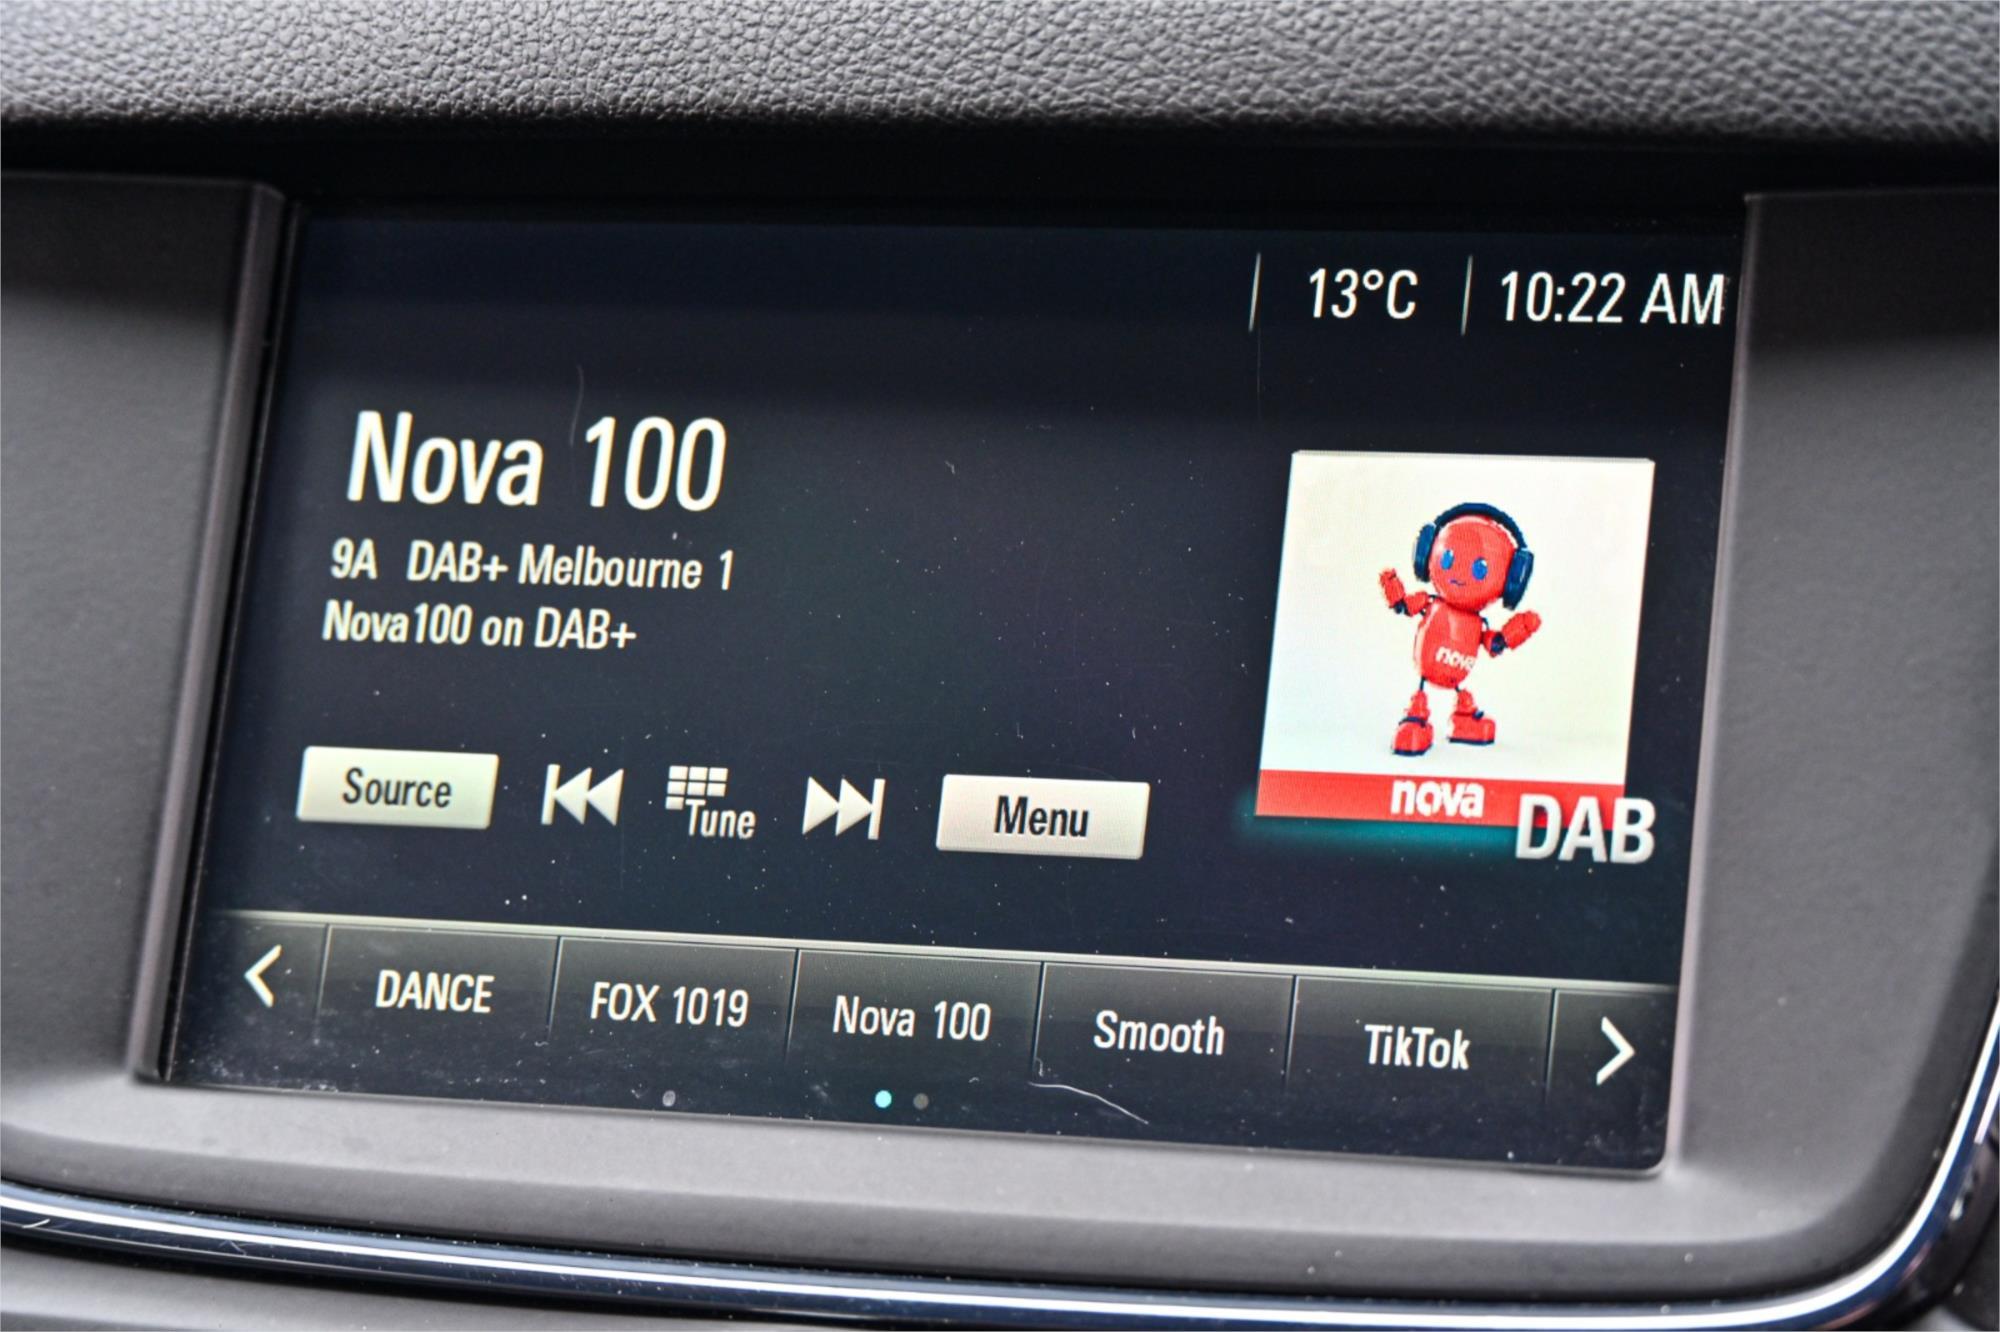 13°C 10:22 AM
Nova 100
9A DAB+ Melbourne 1
Nova100 on DAB+
nova
Source Tune Menu
nova DAB
DANCE FOX 1019 Nova 100 Smooth TikTok